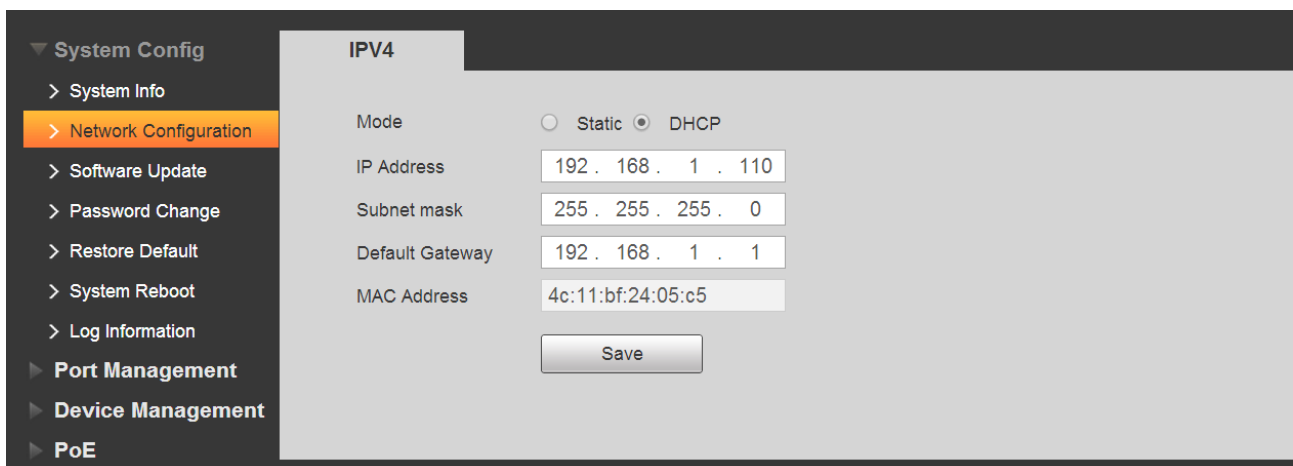 System Config
System Info
Network Configuration
Software Update
Password Change
Restore Default
System Reboot
Log Information
Port Management
Device Management
PoE
IPV4
Mode Static DHCP
IP Address 192 . 168 . 1 . 110
Subnet mask 255 . 255 . 255 . 0
Default Gateway 192 . 168 . 1 . 1
MAC Address 4c:11:bf:24:05:c5
Save